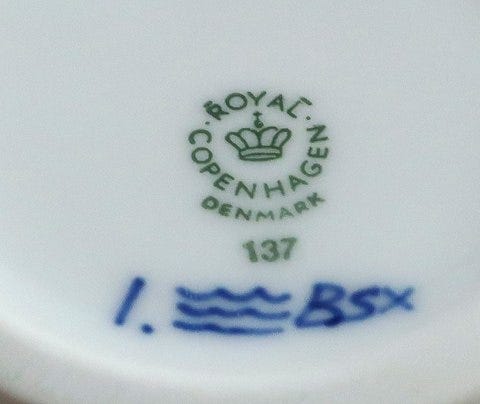 ROYAL
COPENHAGEN
DENMARK
137
1. BSX